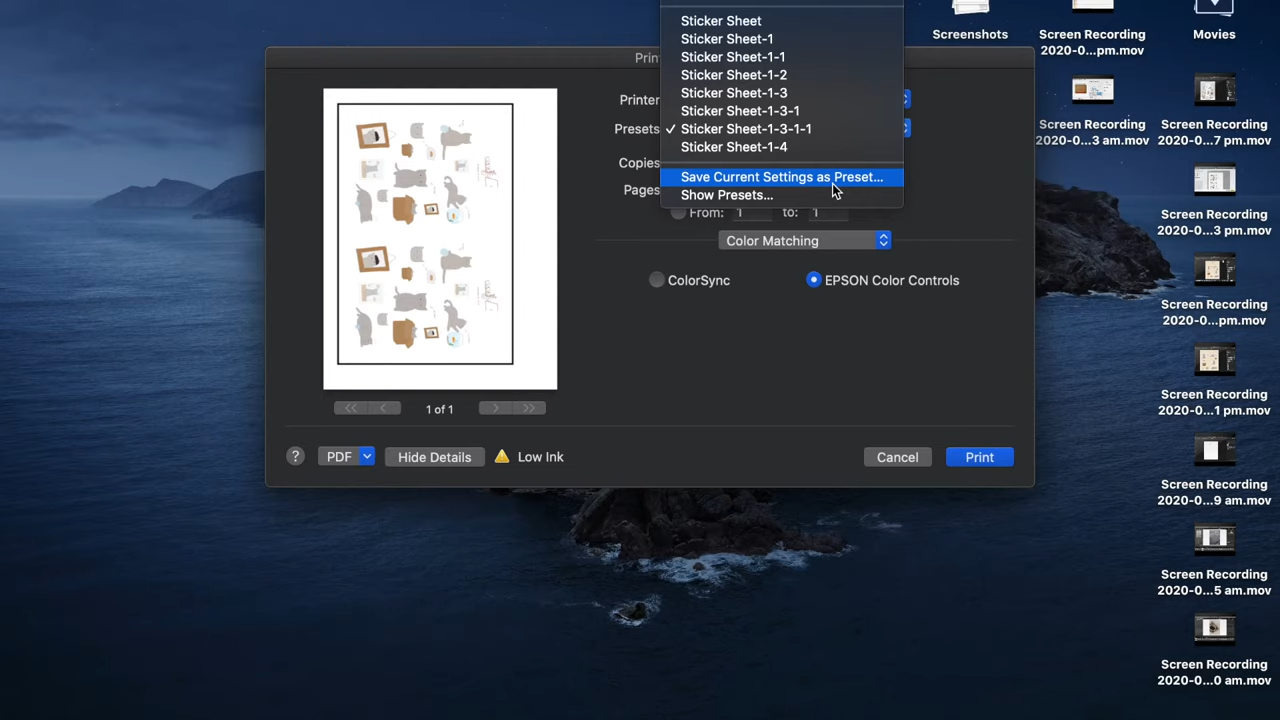 Sticker Sheet
Sticker Sheet-1
Sticker Sheet-1-1
Sticker Sheet-1-2
Sticker Sheet-1-3
Sticker Sheet-1-3-1
✓ Sticker Sheet-1-3-1-1
Sticker Sheet-1-4
Save Current Settings as Preset...
Show Presets...
Print
Printer
Presets
Copies
Pages
From: 1 to: 1
Color Matching
ColorSync
EPSON Color Controls
1 of 1
?
PDF
Hide Details
Low Ink
Cancel
Print
Screenshots
Screen Recording
2020-0...pm.mov
Movies
Screen Recording
2020-0...3 am.mov
Screen Recording
2020-0...7 pm.mov
Screen Recording
2020-0...3 pm.mov
Screen Recording
2020-0...pm.mov
Screen Recording
2020-0...1 pm.mov
Screen Recording
2020-0...9 am.mov
Screen Recording
2020-0...5 am.mov
Screen Recording
2020-0...0 am.mov